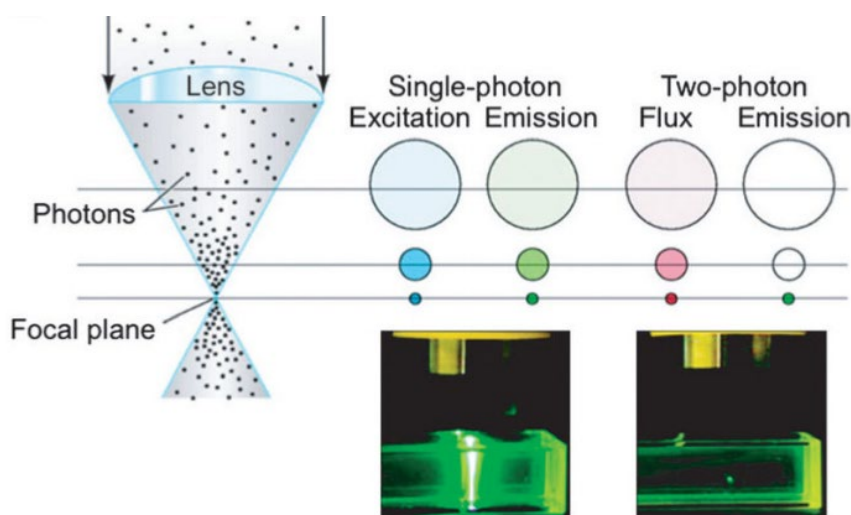 Lens
Single-photon
Excitation Emission
Two-photon
Flux Emission
Photons
Focal plane